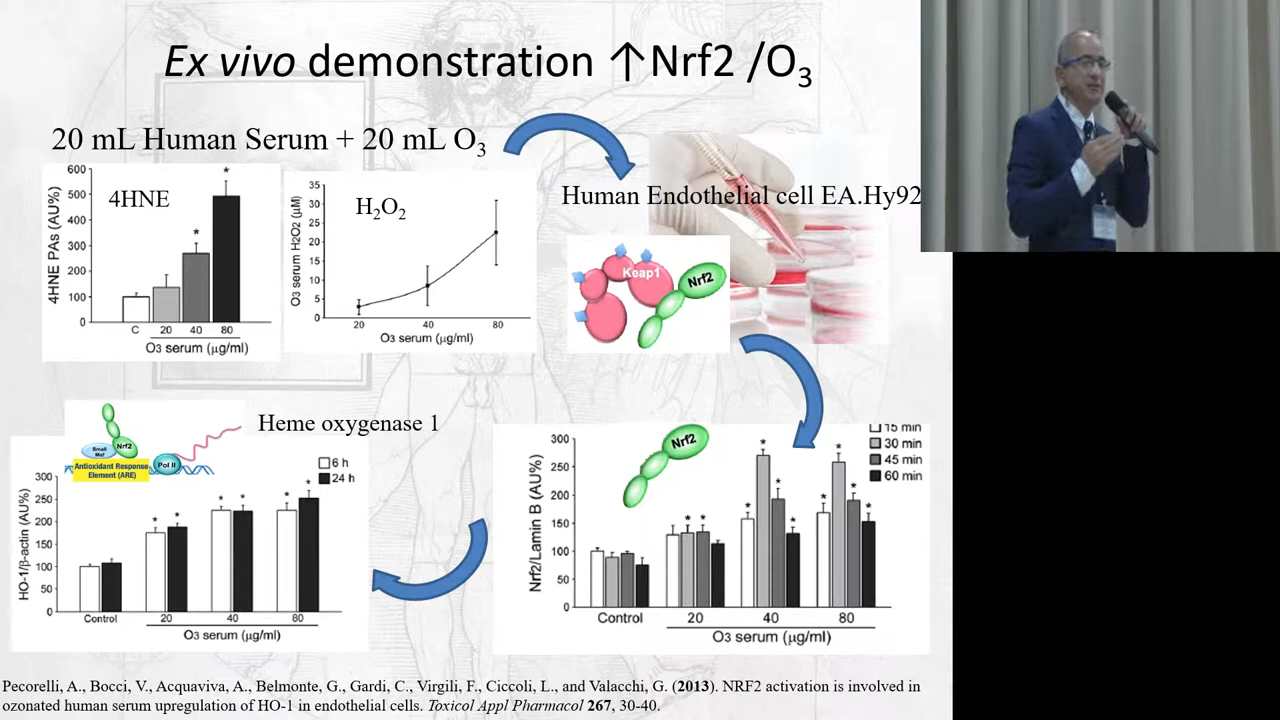 Ex vivo demonstration ↑Nrf2 /O3
20 mL Human Serum + 20 mL O3
Human Endothelial cell EA.Hy92
4HNE
4HNE PAs (AU%)
600
500
400
300
200
100
0
*
*
C 20 40 80
O3 serum (µg/ml)
H2O2
O3 serum H2O2 (µM)
35
30
25
20
15
10
5
0
20 40 80
O3 serum (µg/ml)
Keap1
Nrf2
Heme oxygenase 1
Small
Maf
Nrf2
Antioxidant Response
Element (ARE)
Pol II
6 h
24 h
HO-1/β-actin (AU%)
300
250
200
150
100
50
0
* * * * * *
Control 20 40 80
O3 serum (µg/ml)
Nrf2
15 min
30 min
45 min
60 min
Nrf2/Lamin B (AU%)
300
250
200
150
100
50
0
* * * * * * * * * *
Control 20 40 80
O3 serum (µg/ml)
Pecorelli, A., Bocci, V., Acquaviva, A., Belmonte, G., Gardi, C., Virgili, F., Ciccoli, L., and Valacchi, G. (2013). NRF2 activation is involved in
ozonated human serum upregulation of HO-1 in endothelial cells. Toxicol Appl Pharmacol 267, 30-40.